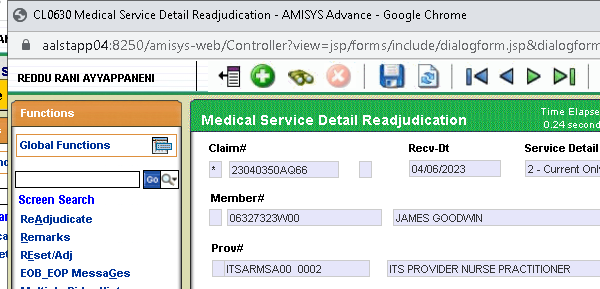 CL0630 Medical Service Detail Readjudication - AMISYS Advance - Google Chrome
aalstapp04:8250/amisys-web/Controller?view=jsp/forms/include/dialogform.jsp&dialogform
REDDU RANI AYYAPPANENI
Functions
Global Functions
Go
Screen Search
ReAdjudicate
Remarks
REset/Adj
EOB_EOP MessaGes
Medical Service Detail Readjudication
Time Elapse
0.24 second
Claim#
Recv-Dt
Service Detail
* 23040350AQ66
04/06/2023
2 - Current Only
Member#
06327323W00
JAMES GOODWIN
Prov#
ITSARMSA00 0002
ITS PROVIDER NURSE PRACTITIONER